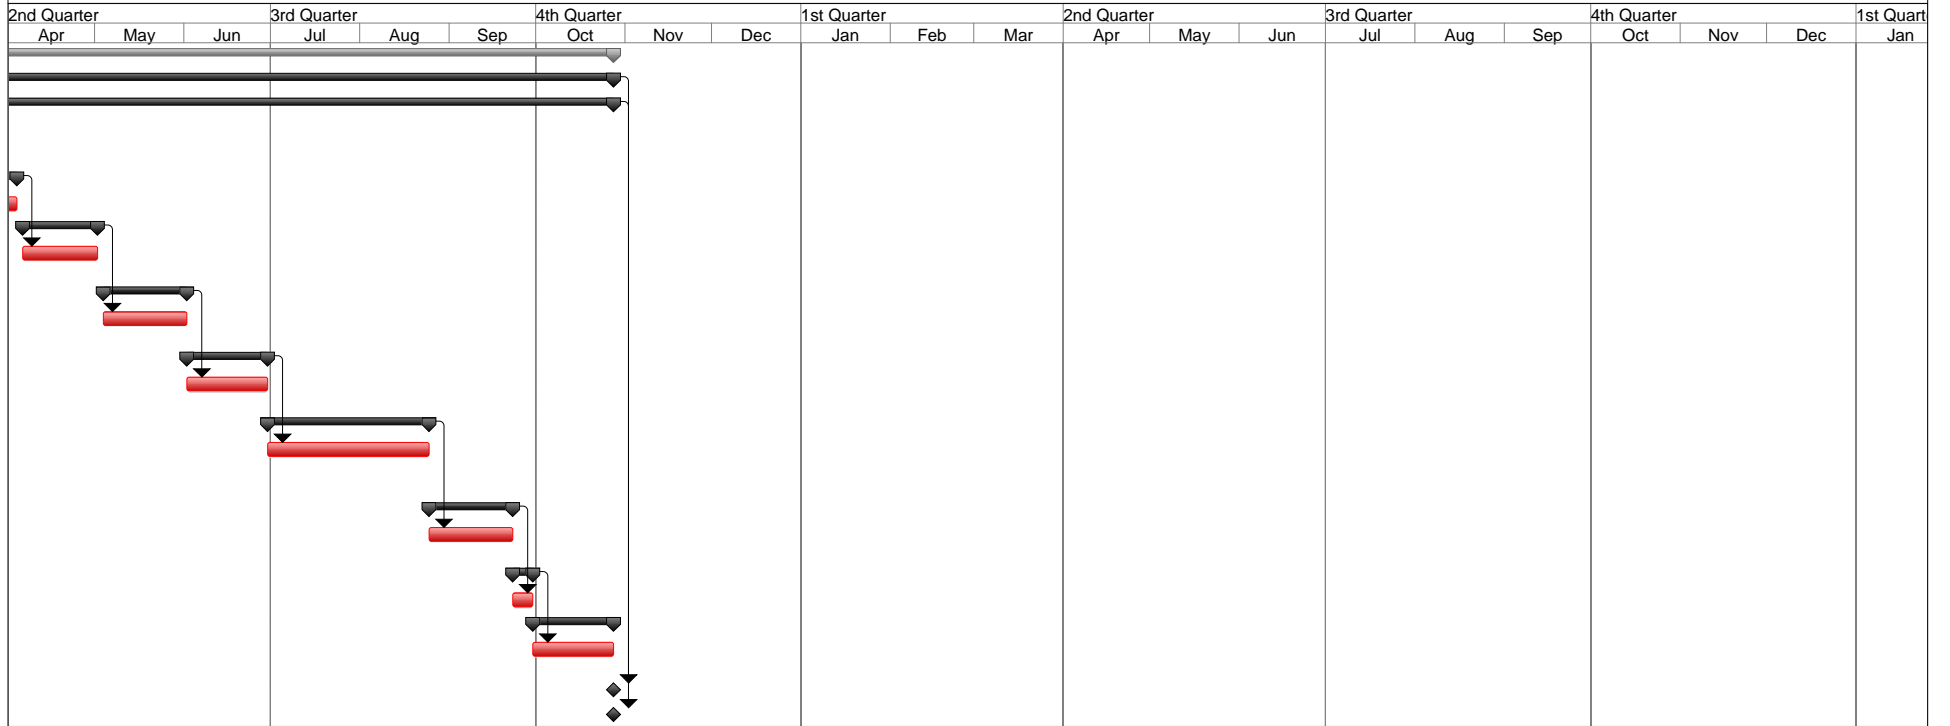 2nd Quarter 3rd Quarter 4th Quarter 1st Quarter 2nd Quarter 3rd Quarter 4th Quarter 1st Quart
Apr May Jun Jul Aug Sep Oct Nov Dec Jan Feb Mar Apr May Jun Jul Aug Sep Oct Nov Dec Jan